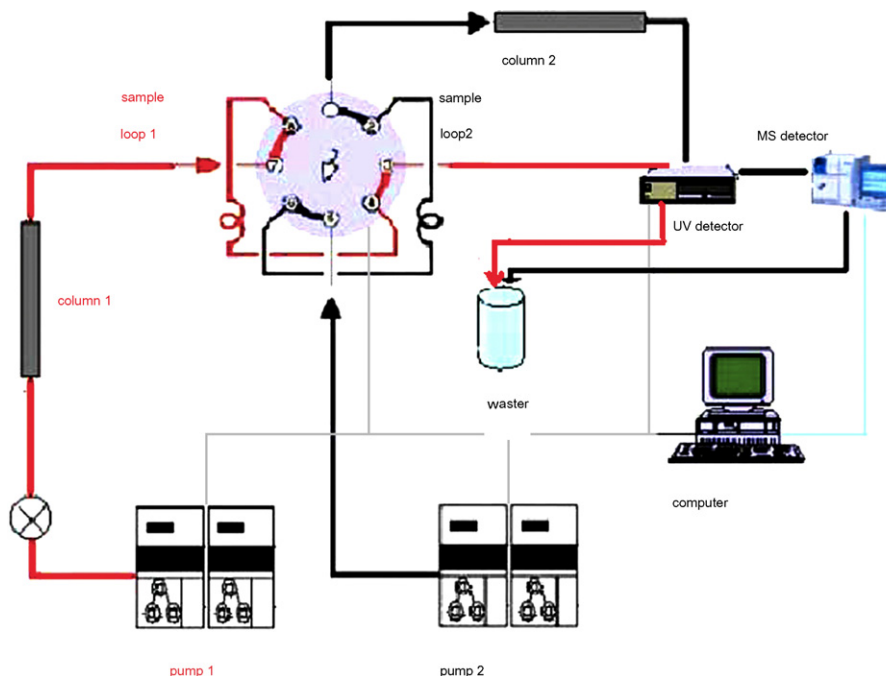 column 2
sample
sample
loop 1
loop2
MS detector
UV detector
column 1
waster
computer
pump 1
pump 2